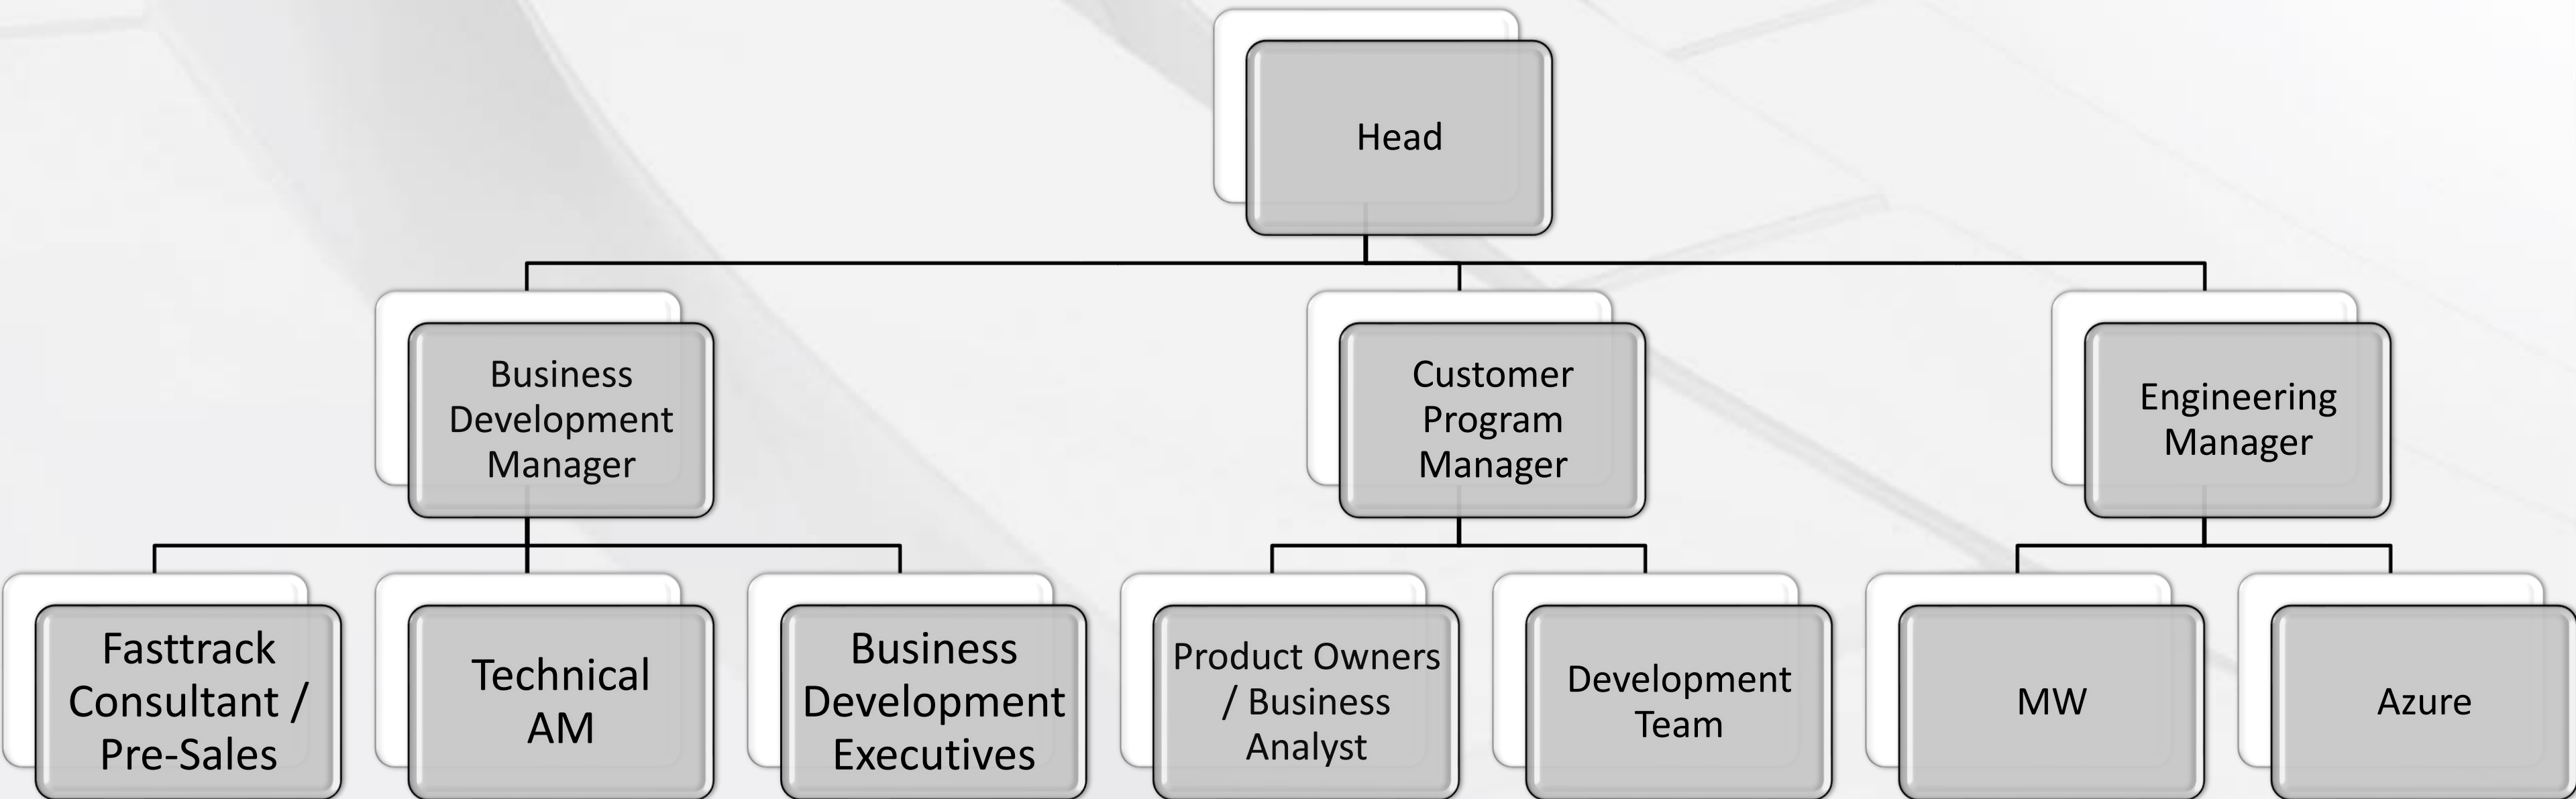 Head
Business
Development
Manager
Customer
Program
Manager
Engineering
Manager
Fasttrack
Consultant /
Pre-Sales
Technical
AM
Business
Development
Executives
Product Owners
/ Business
Analyst
Development
Team
MW
Azure